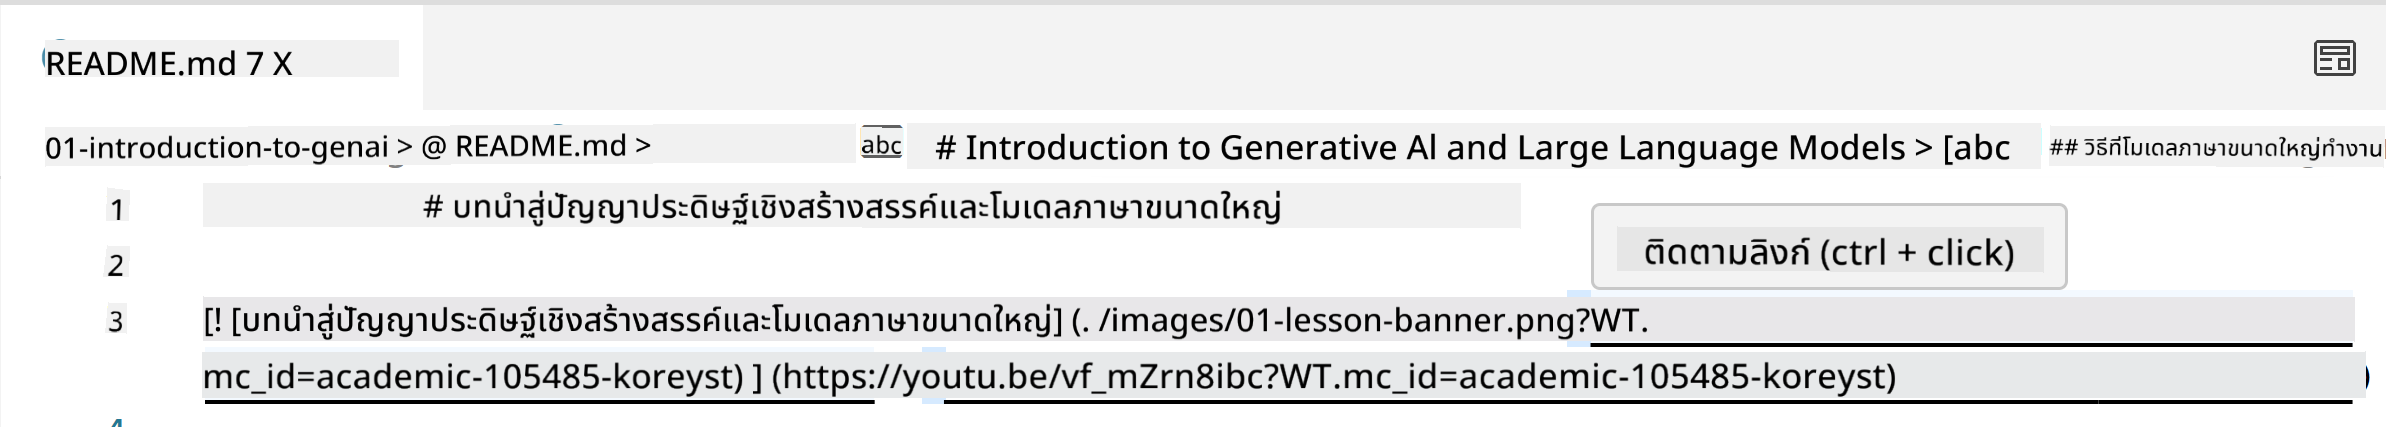 README.md 7 X
01-introduction-to-genai > @ README.md > abc # Introduction to Generative Al and Large Language Models > [abc ## วิธีที่โมเดลภาษาขนาดใหญ่ทำงาน
1 # บทนำสู่ปัญญาประดิษฐ์เชิงสร้างสรรค์และโมเดลภาษาขนาดใหญ่
2
ติดตามลิงก์ (ctrl + click)
3 [! [บทนำสู่ปัญญาประดิษฐ์เชิงสร้างสรรค์และโมเดลภาษาขนาดใหญ่] (. /images/01-lesson-banner.png?WT.
mc_id=academic-105485-koreyst) ] (https://youtu.be/vf_mZrn8ibc?WT.mc_id=academic-105485-koreyst)